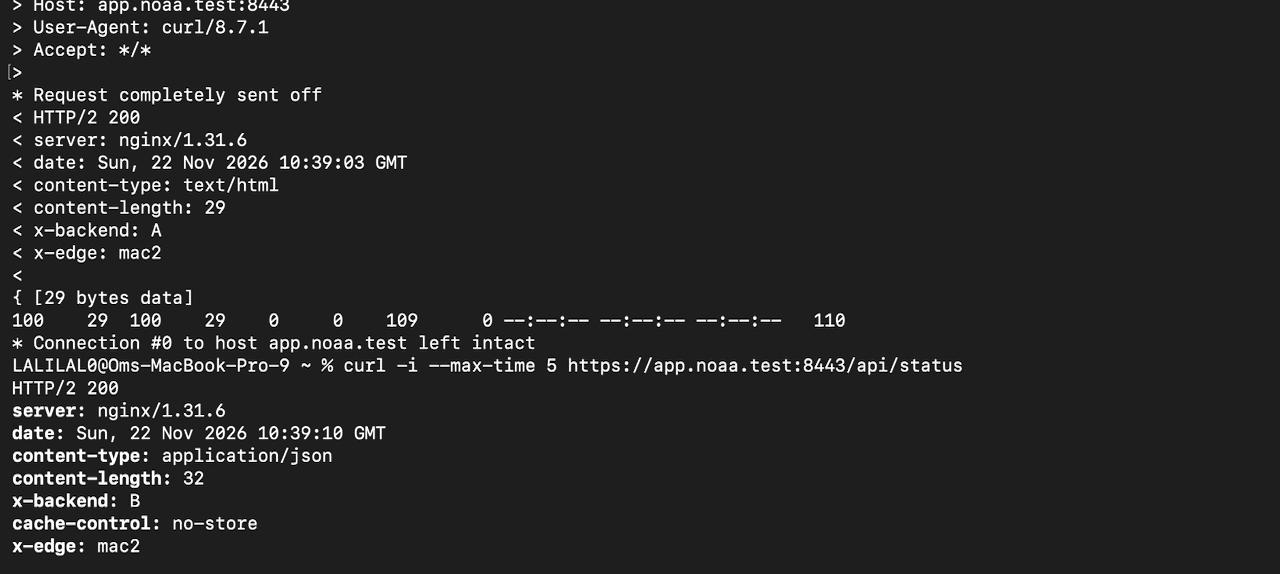 > Host: app.noaa.test:8443
> User-Agent: curl/8.7.1
> Accept: */*
[>
* Request completely sent off
< HTTP/2 200
< server: nginx/1.31.6
< date: Sun, 22 Nov 2026 10:39:03 GMT
< content-type: text/html
< content-length: 29
< x-backend: A
< x-edge: mac2
<
{ [29 bytes data]
100    29  100    29    0     0    109      0 --:--:-- --:--:-- --:--:--   110
* Connection #0 to host app.noaa.test left intact
LALILAL0@Oms-MacBook-Pro-9 ~ % curl -i --max-time 5 https://app.noaa.test:8443/api/status
HTTP/2 200
server: nginx/1.31.6
date: Sun, 22 Nov 2026 10:39:10 GMT
content-type: application/json
content-length: 32
x-backend: B
cache-control: no-store
x-edge: mac2